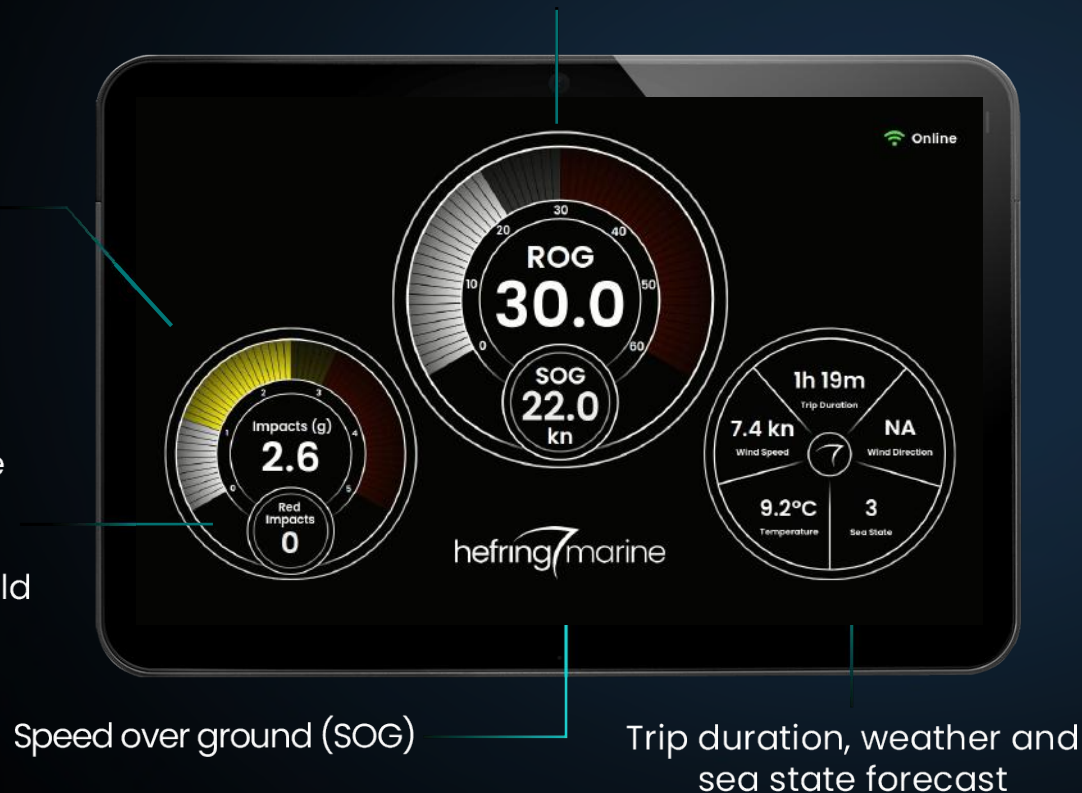 Online
30
20
40
ROG
10
50
30.0
0
60
SOG
22.0
kn
2
3
1
Impacts (g)
4
2.6
0
5
Red
Impacts
0
1h 19m
Trip Duration
7.4 kn
Wind Speed
NA
Wind Direction
9.2°C
Temperature
3
Sea State
hefring marine
e
ld
Speed over ground (SOG)
Trip duration, weather and
sea state forecast